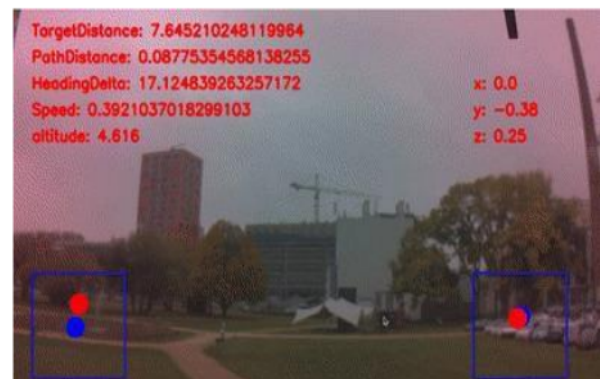 TargetDistance: 7.645210248119964
PathDistance: 0.08775354568138255
HeadingDelta: 17.124839263257172
Speed: 0.3921037018299103
altitude: 4.616
x: 0.0
y: -0.38
z: 0.25